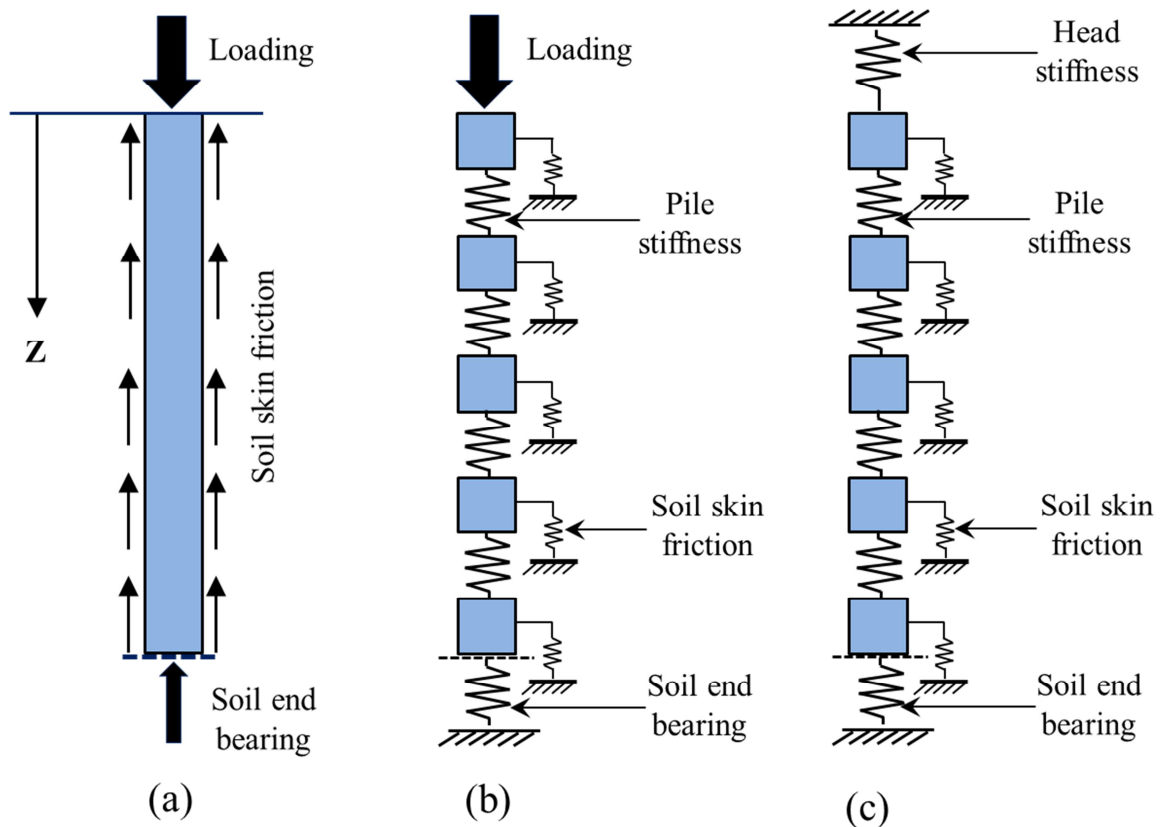 Loading
Z
Soil skin friction
Soil end
bearing
(a)
Loading
Pile
stiffness
Soil skin
friction
Soil end
bearing
(b)
Head
stiffness
Pile
stiffness
Soil skin
friction
Soil end
bearing
(c)